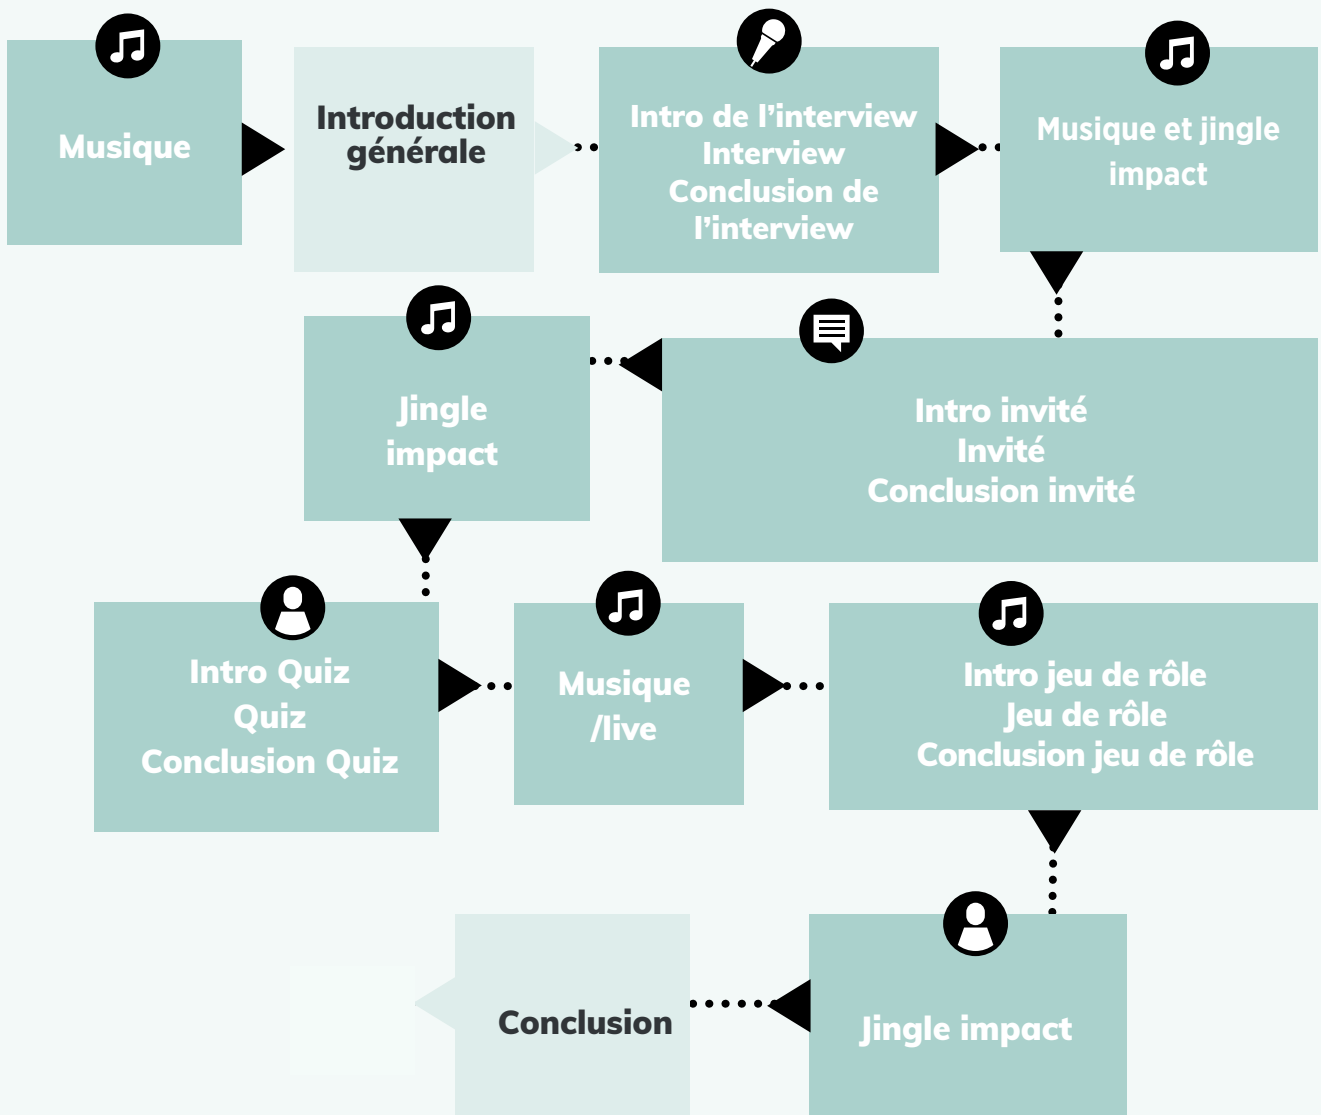 Musique
Introduction
générale
Intro de l’interview
Interview
Conclusion de
l’interview
Musique et jingle
impact
Intro invité
Invité
Conclusion invité
Jingle
impact
Intro Quiz
Quiz
Conclusion Quiz
Musique
/live
Intro jeu de rôle
Jeu de rôle
Conclusion jeu de rôle
Jingle impact
Conclusion